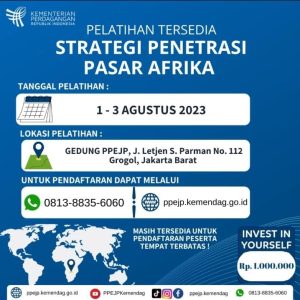 KEMENTERIAN
PERDAGANGAN
REPUBLIK INDONESIA
PELATIHAN TERSEDIA
STRATEGI PENETRASI
PASAR AFRIKA
TANGGAL PELATIHAN :
1 - 3 AGUSTUS 2023
LOKASI PELATIHAN :
GEDUNG PPEJP, J. Letjen S. Parman No. 112
Grogol, Jakarta Barat
UNTUK PENDAFTARAN DAPAT MELALUI
0813-8835-6060
ppejp.kemendag.go.id
MASIH TERSEDIA UNTUK
PENDAFTARAN PESERTA
TEMPAT TERBATAS !
INVEST IN
YOURSELF
Rp. 1.000.000
ppejp.kemendag.go.id
PPEJPKemendag
0813-8835-6060